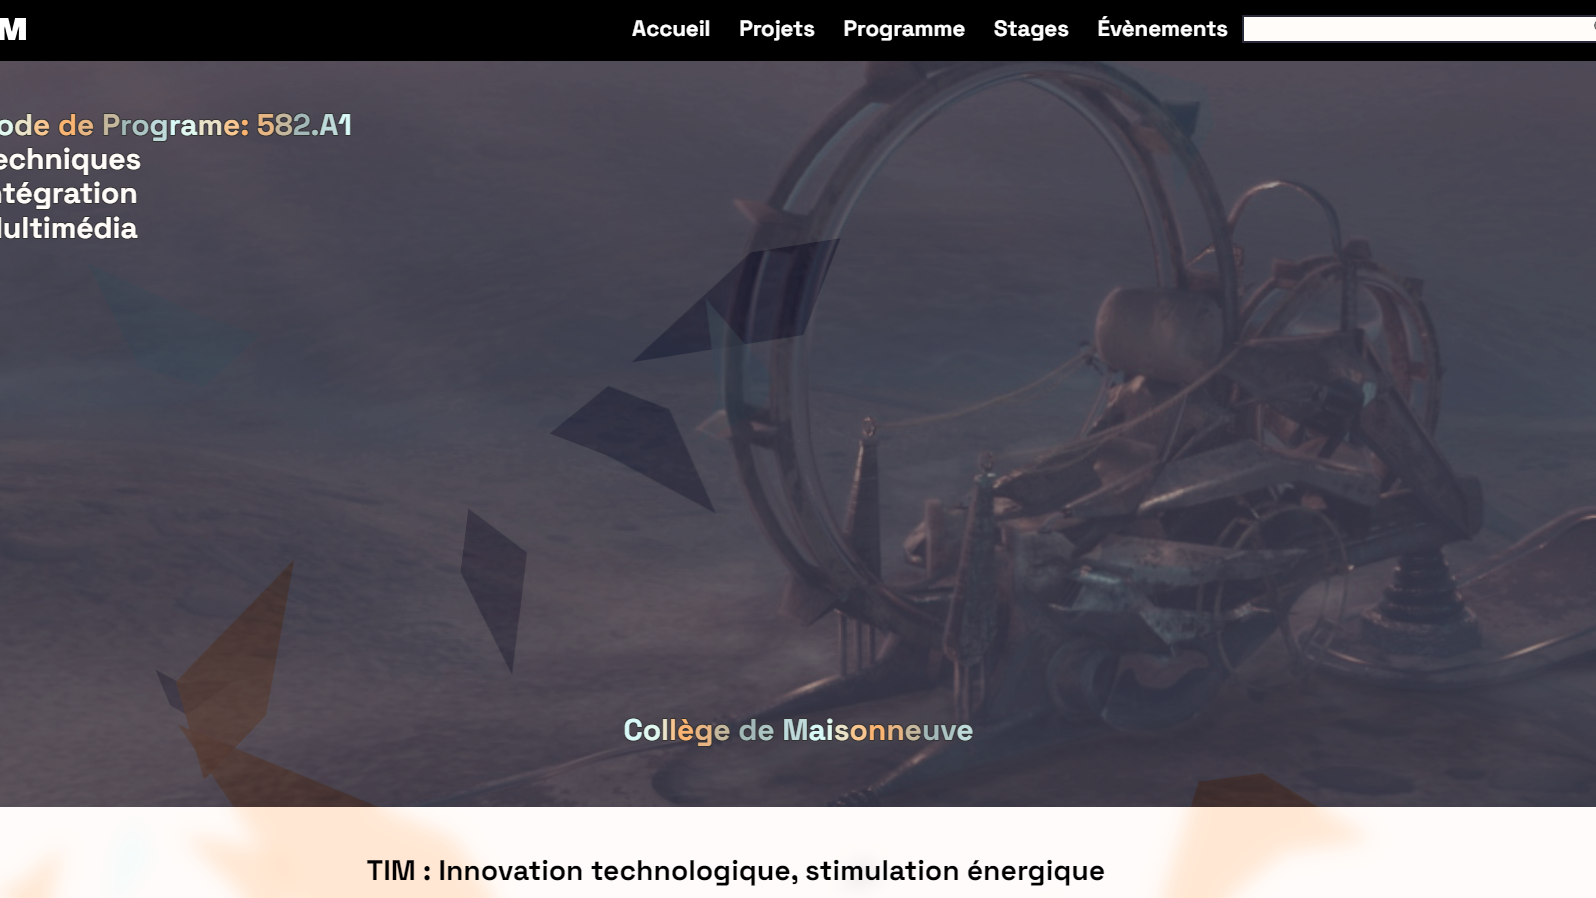 M
Accueil Projets Programme Stages Évènements
ode de Programe: 582.A1
echniques
ntégration
ultimédia
Collège de Maisonneuve
TIM : Innovation technologique, stimulation énergique